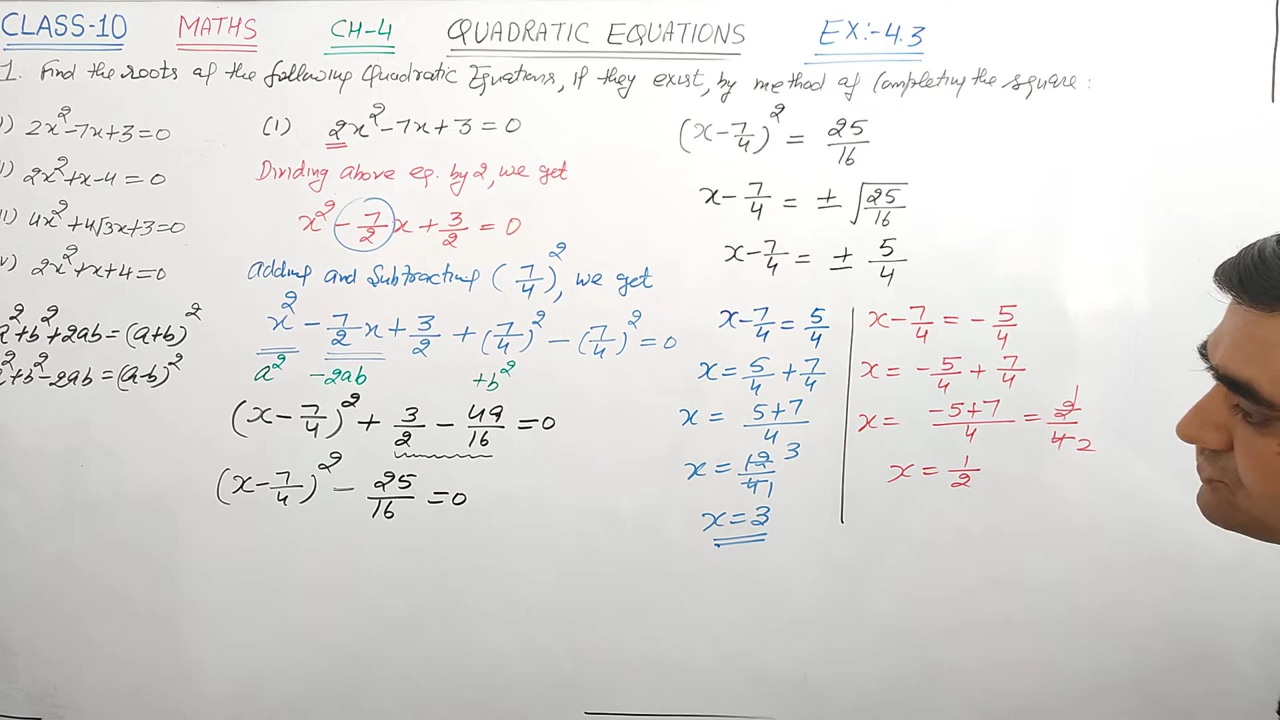 CLASS-10 MATHS CH-4 QUADRATIC EQUATIONS EX:-4.3
1. Find the roots of the following Quadratic Equations, if they exist, by method of Completing the square:
i) 2x²-7x+3=0
i) 2x²+x-4=0
ii) 4x²+4√3x+3=0
v) 2x²+x+4=0
a²+b²+2ab=(a+b)²
a²+b²-2ab=(a-b)²
(i) 2x²-7x+3=0
Dividing above eq. by 2, we get
x² - 7/2 x + 3/2 = 0
Adding and Subtracting (7/4)², we get
x² - 7/2 x + 3/2 + (7/4)² - (7/4)² = 0
a² -2ab +b²
(x - 7/4)² + 3/2 - 49/16 = 0
(x - 7/4)² - 25/16 = 0
(x - 7/4)² = 25/16
x - 7/4 = ± √25/16
x - 7/4 = ± 5/4
x - 7/4 = 5/4
x = 5/4 + 7/4
x = 5+7/4
x = 12/4 3 1
x = 3
x - 7/4 = - 5/4
x = - 5/4 + 7/4
x = -5+7/4 = 2/4 1 2
x = 1/2